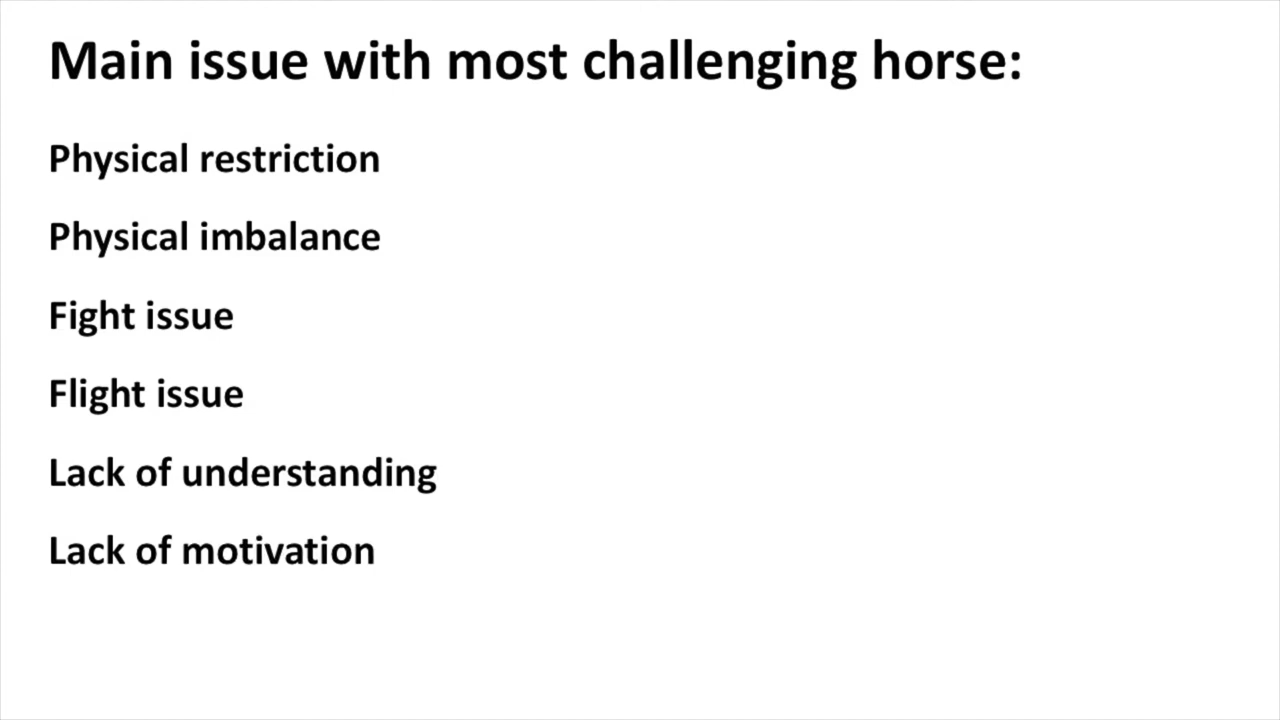 Main issue with most challenging horse:
Physical restriction
Physical imbalance
Fight issue
Flight issue
Lack of understanding
Lack of motivation